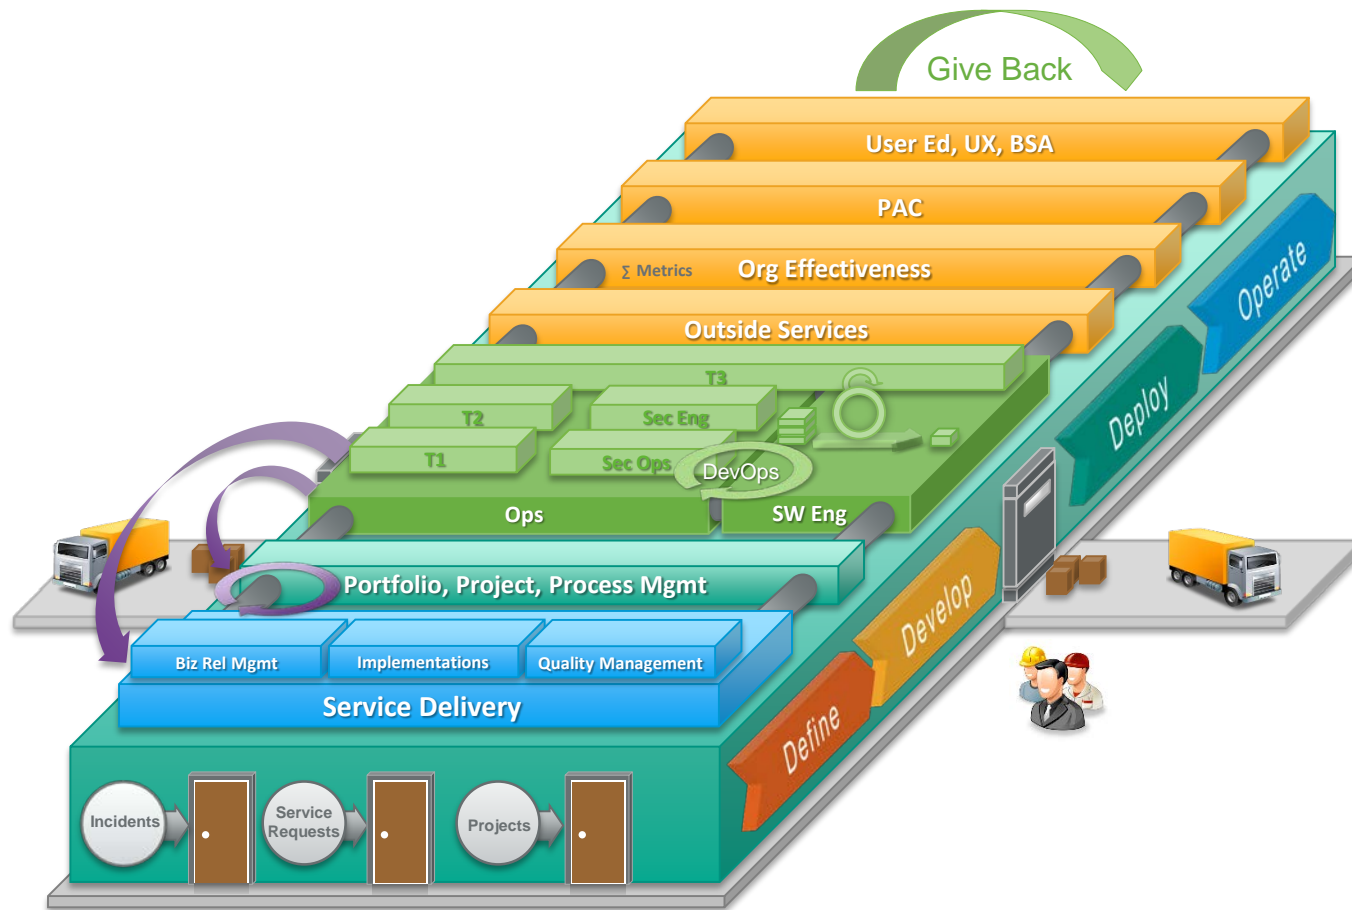 Give Back
User Ed, UX, BSA
PAC
∑ Metrics
Org Effectiveness
Outside Services
T3
T2
Sec Eng
T1
Sec Ops
DevOps
Ops
SW Eng
Portfolio, Project, Process Mgmt
Biz Rel Mgmt
Implementations
Quality Management
Service Delivery
Incidents
Service
Requests
Projects
Define
Develop
Deploy
Operate